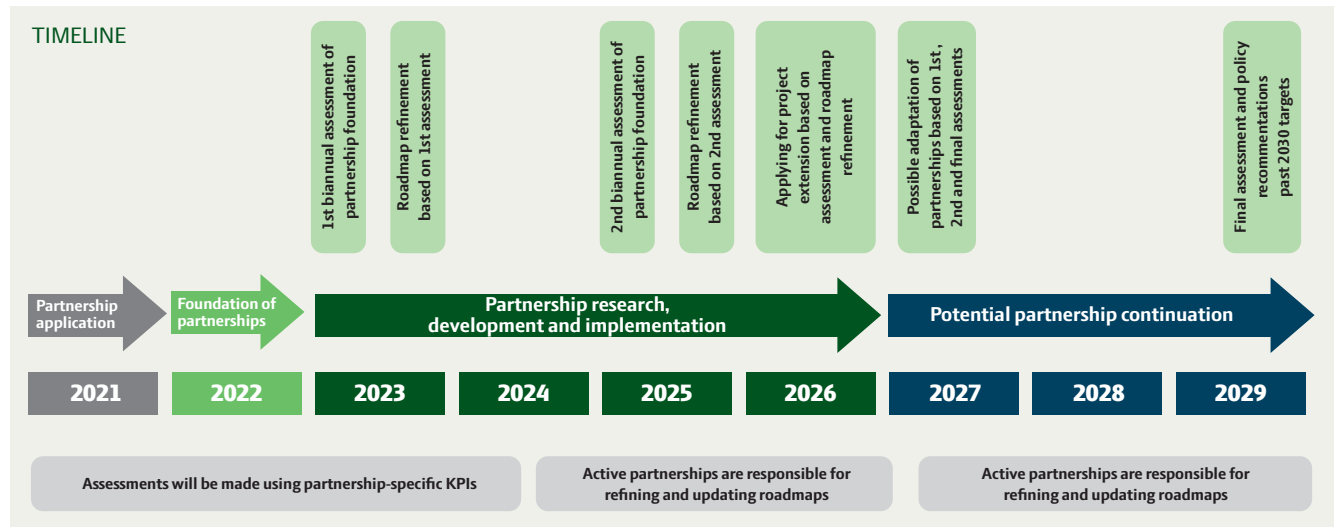 TIMELINE
1st biannual assessment of
partnership foundation
Roadmap refinement
based on 1st assessment
2nd biannual assessment of
partnership foundation
Roadmap refinement
based on 2nd assessment
Applying for project
extension based on
assessment and roadmap
refinement
Possible adaptation of
partnerships based on 1st ,
2nd and final assessments
Final assessment and policy
recommendations
past 2030 targets
Partnership
application
Foundation of
partnerships
Partnership research,
development and implementation
Potential partnership continuation
2021
2022
2023
2024
2025
2026
2027
2028
2029
Assessments will be made using partnership-specific KPIs
Active partnerships are responsible for
refining and updating roadmaps
Active partnerships are responsible for
refining and updating roadmaps